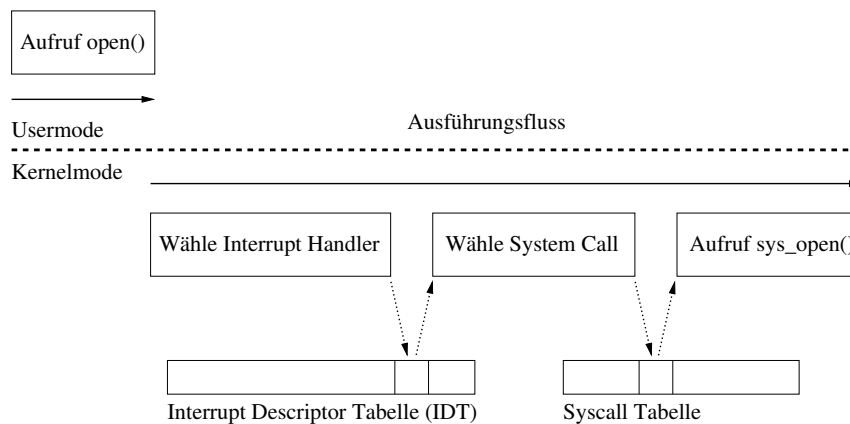 Aufruf open()
Ausführungsfluss
Usermode
Kernelmode
Wähle Interrupt Handler
Wähle System Call
Aufruf sys_open()
Interrupt Descriptor Tabelle (IDT)
Syscall Tabelle